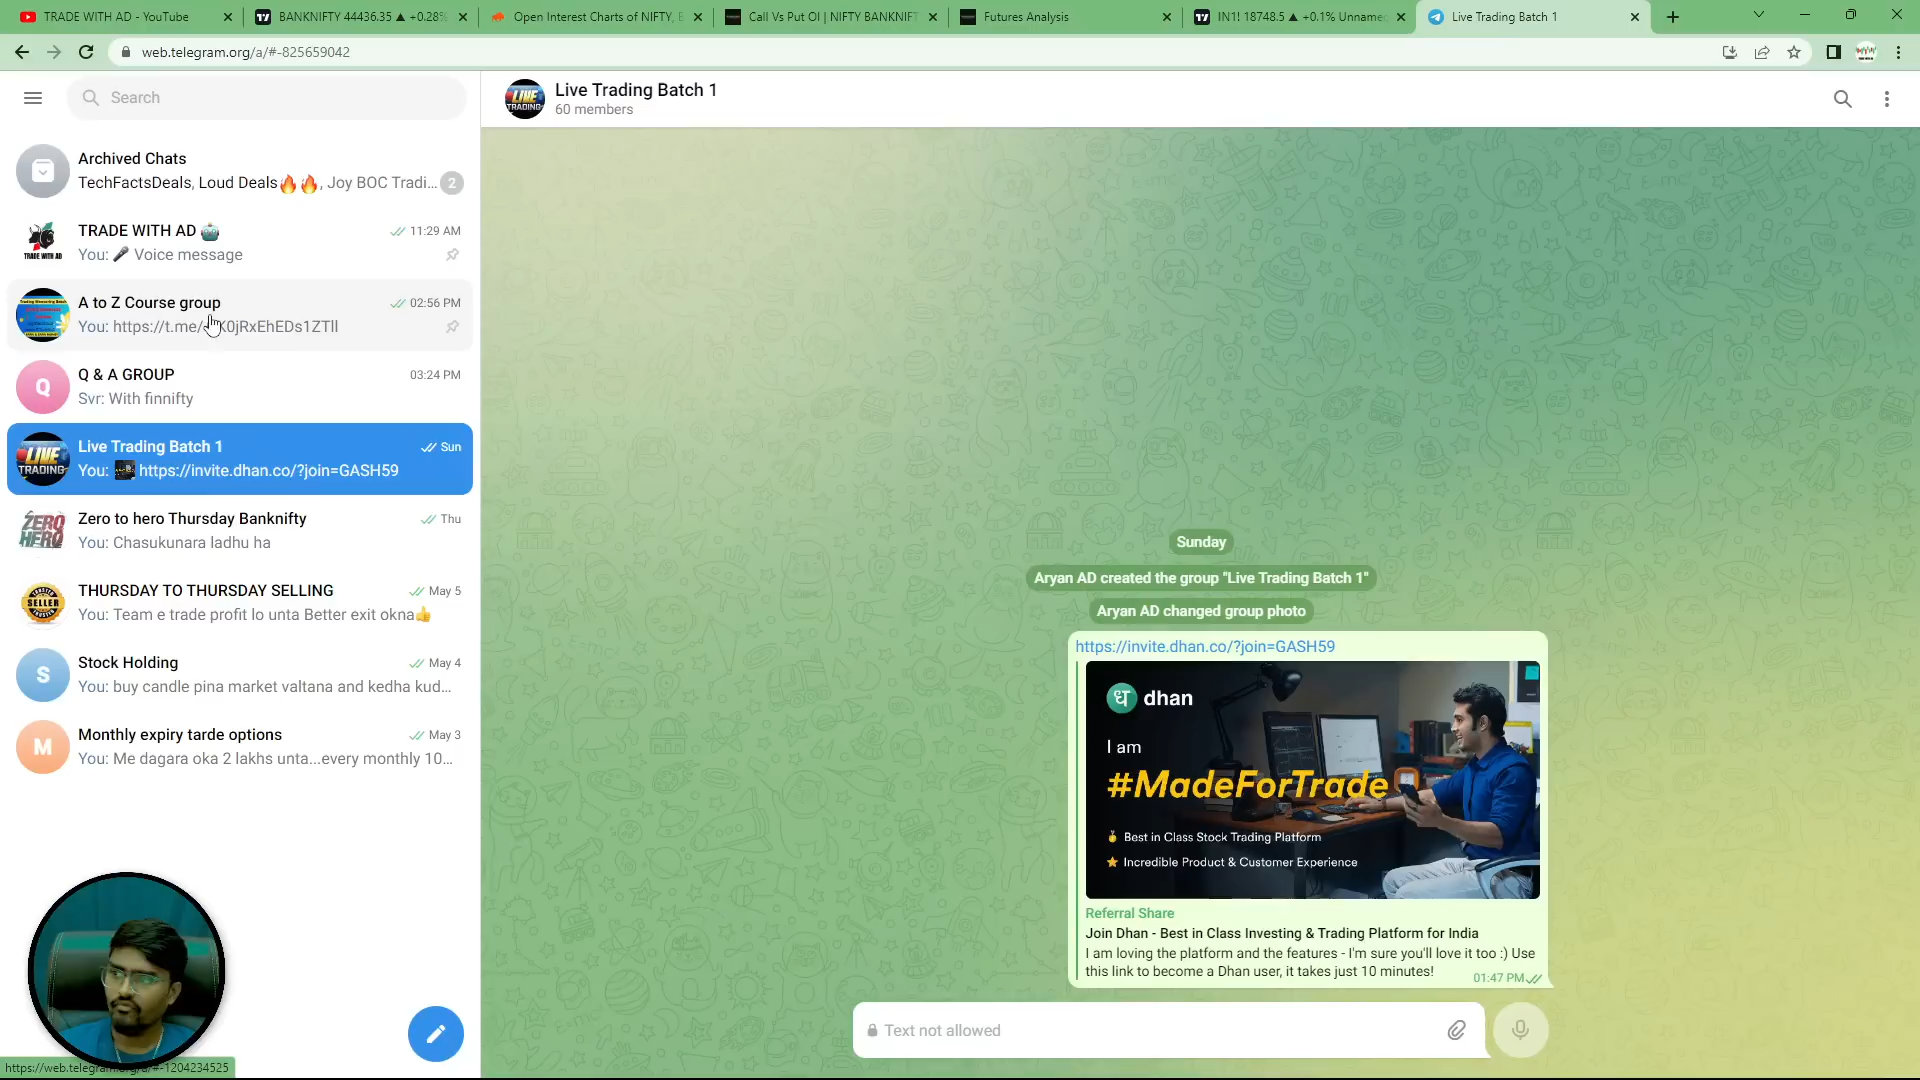 TRADE WITH AD - YouTube
BANKNIFTY 44436.35 ▲ +0.28%
Open Interest Charts of NIFTY, B
Call Vs Put OI | NIFTY BANKNIFT
Futures Analysis
IN1! 18748.5 ▲ +0.1% Unname
Live Trading Batch 1
web.telegram.org/a/#-825659042
Search
Live Trading Batch 1
60 members
Archived Chats
TechFactsDeals, Loud Deals🔥🔥, Joy BOC Tradi... 2
TRADE WITH AD 🤖 11:29 AM
You: 🎤 Voice message
TRADE WITH AD
A to Z Course group 02:56 PM
You: https://t.me/ K0jRxEhEDs1ZTll
Q
Q & A GROUP 03:24 PM
Svr: With finnifty
LIVE
TRADING
Live Trading Batch 1 Sun
You: https://invite.dhan.co/?join=GASH59
ZERO
HERO
Zero to hero Thursday Banknifty Thu
You: Chasukunara ladhu ha
SELLER
THURSDAY TO THURSDAY SELLING May 5
You: Team e trade profit lo unta Better exit okna👍
S
Stock Holding May 4
You: buy candle pina market valtana and kedha kud...
M
Monthly expiry tarde options May 3
You: Me dagara oka 2 lakhs unta...every monthly 10...
Sunday
Aryan AD created the group "Live Trading Batch 1"
Aryan AD changed group photo
https://invite.dhan.co/?join=GASH59
ध dhan
I am
#MadeForTrade
Best in Class Stock Trading Platform
Incredible Product & Customer Experience
Referral Share
Join Dhan - Best in Class Investing & Trading Platform for India
I am loving the platform and the features - I'm sure you'll love it too :) Use
this link to become a Dhan user, it takes just 10 minutes!
01:47 PM
Text not allowed